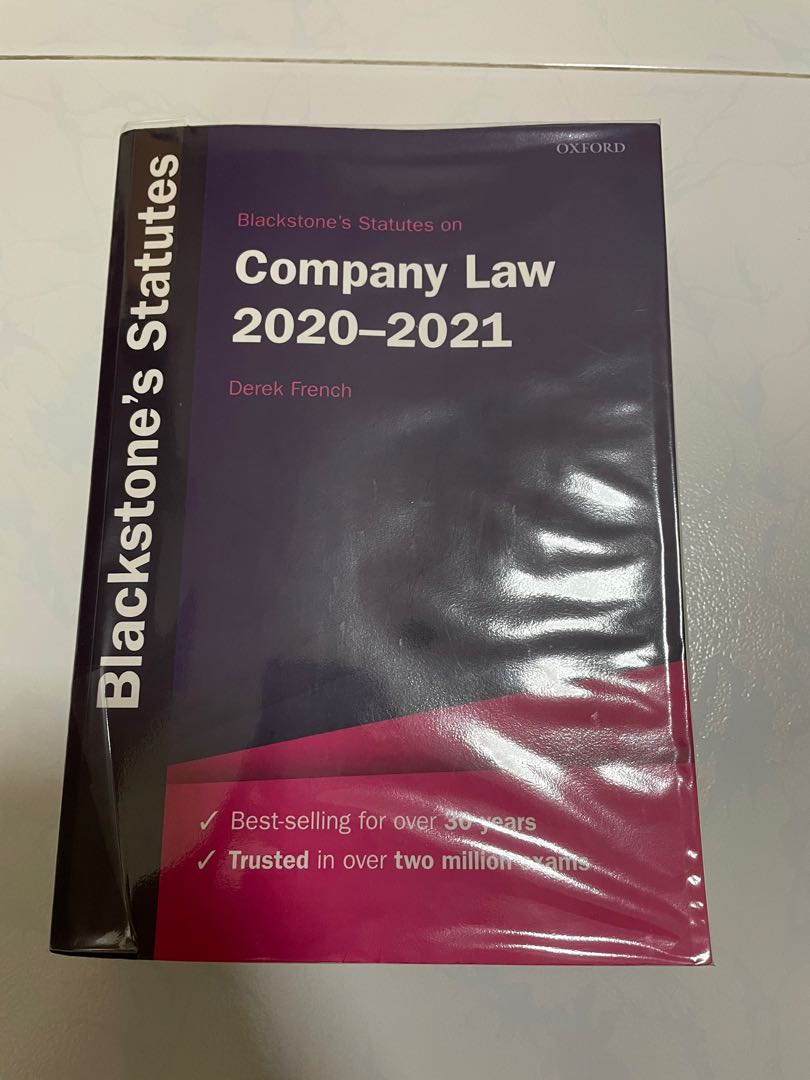 OXFORD
Blackstone's Statutes
Blackstone's Statutes on
Company Law
2020–2021
Derek French
✓ Best-selling for over 30 years
✓ Trusted in over two million exams